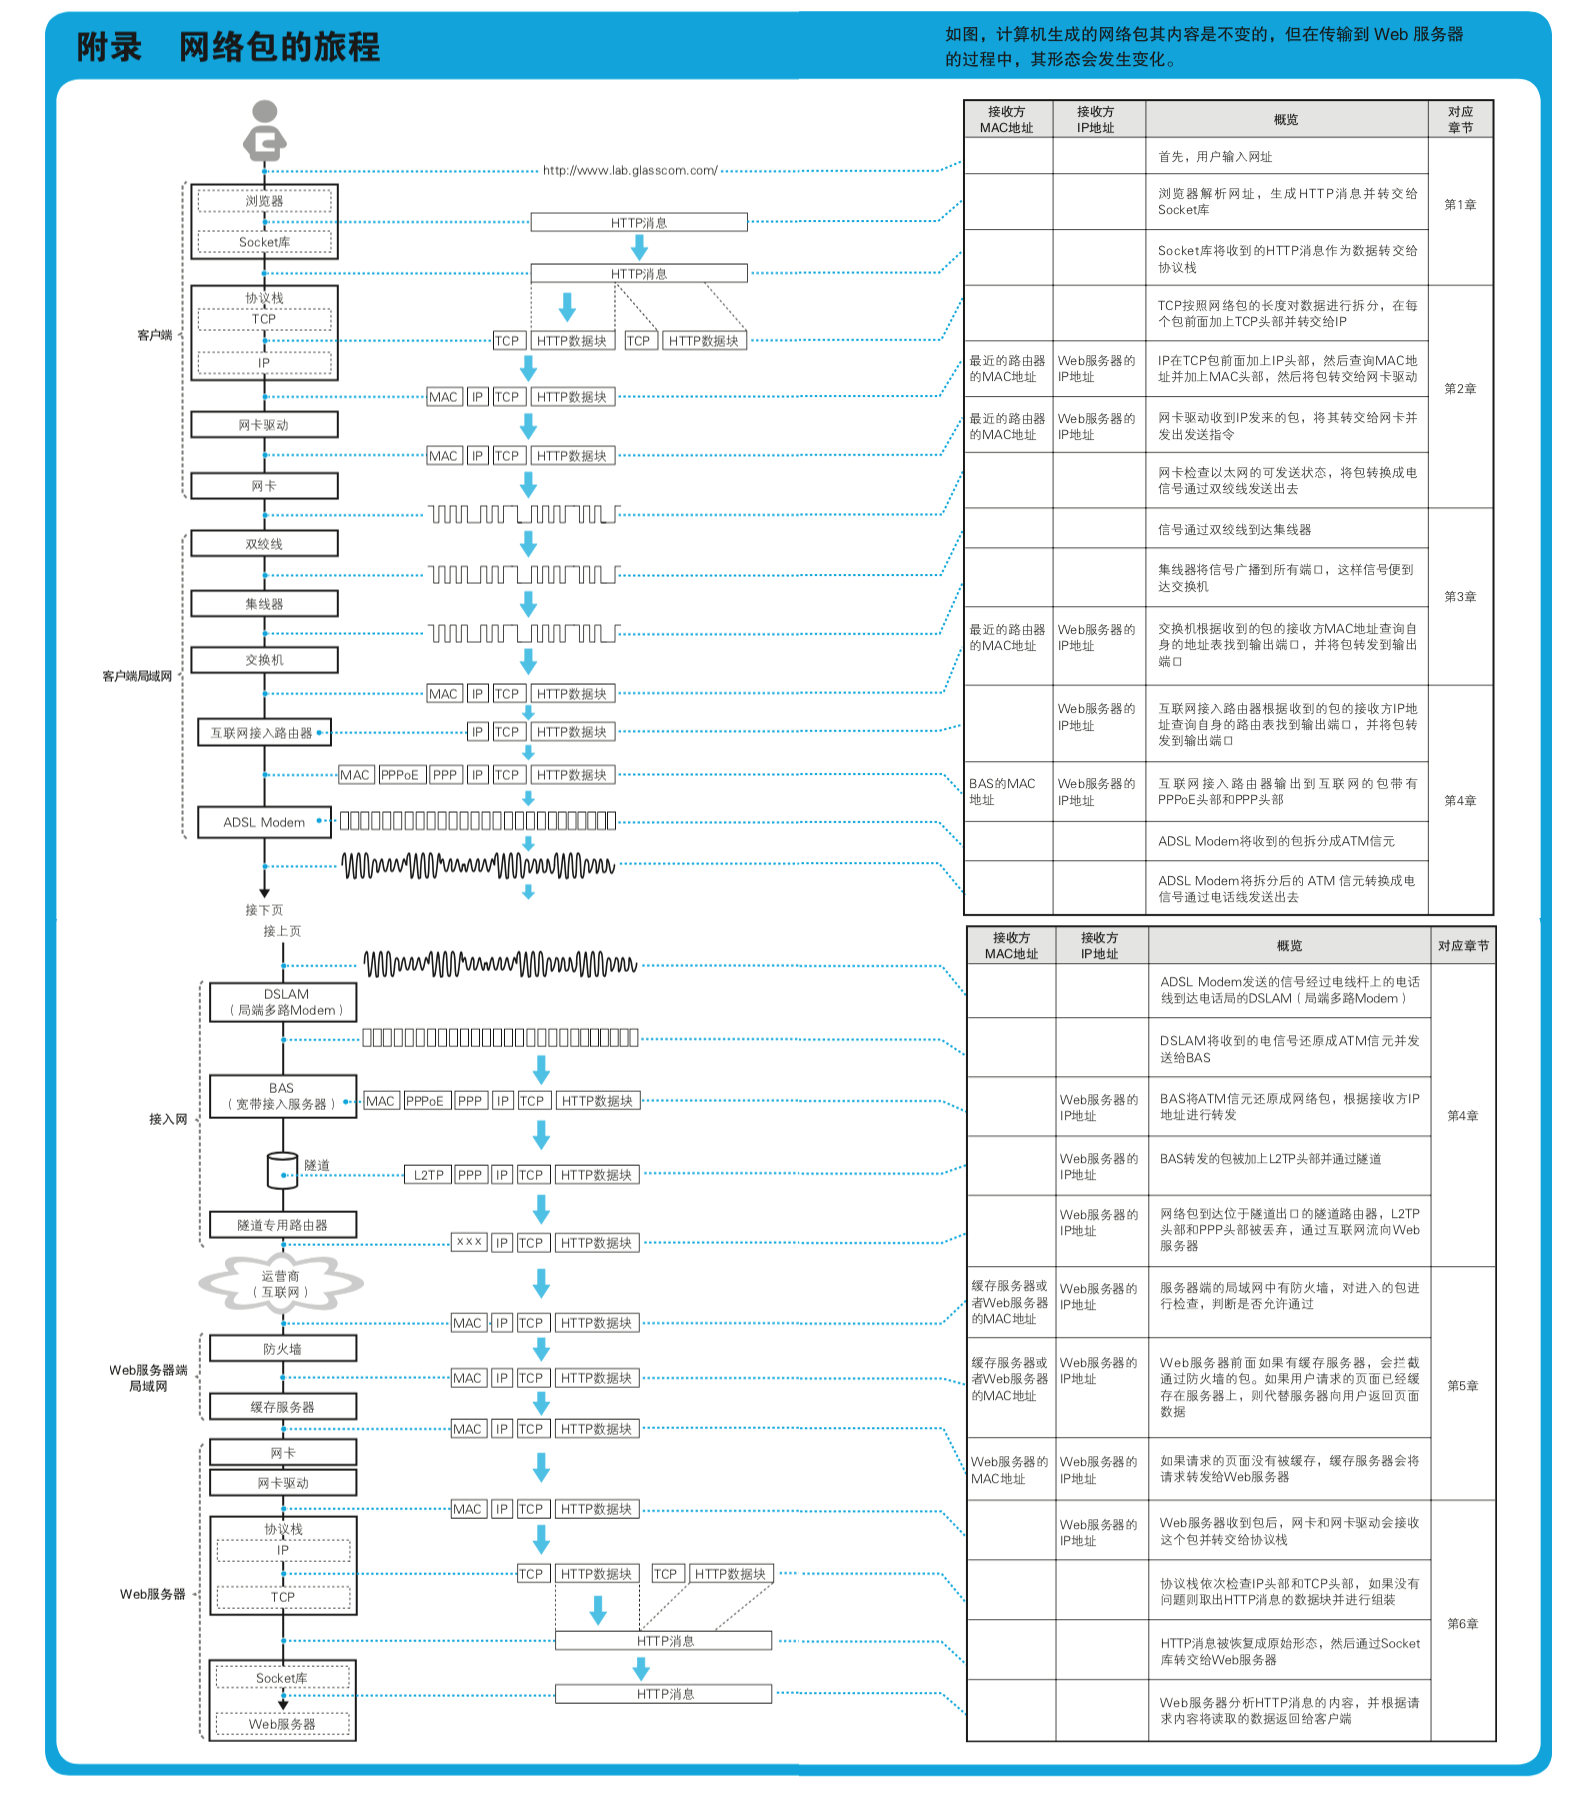 附录 网络包的旅程
如图，计算机生成的网络包其内容是不变的，但在传输到 Web 服务器
的过程中，其形态会发生变化。
http://www.lab.glasscom.com/
客户端
浏览器
HTTP消息
Socket库
HTTP消息
协议栈
TCP
TCP HTTP数据块 TCP HTTP数据块
IP
MAC IP TCP HTTP数据块
网卡驱动
MAC IP TCP HTTP数据块
网卡
客户端局域网
双绞线
集线器
交换机
MAC IP TCP HTTP数据块
互联网接入路由器
IP TCP HTTP数据块
MAC PPPoE PPP IP TCP HTTP数据块
ADSL Modem
接下页
接收方
MAC地址
接收方
IP地址
概览
对应
章节
首先，用户输入网址
浏览器解析网址，生成HTTP消息并转交给
Socket库
第1章
Socket库将收到的HTTP消息作为数据转交给
协议栈
TCP按照网络包的长度对数据进行拆分，在每
个包前面加上TCP头部并转交给IP
最近的路由器
的MAC地址
Web服务器的
IP地址
IP在TCP包前面加上IP头部，然后查询MAC地
址并加上MAC头部，然后将包转交给网卡驱动
第2章
最近的路由器
的MAC地址
Web服务器的
IP地址
网卡驱动收到IP发来的包，将其转交给网卡并
发出发送指令
网卡检查以太网的可发送状态，将包转换成电
信号通过双绞线发送出去
信号通过双绞线到达集线器
集线器将信号广播到所有端口，这样信号便到
达交换机
第3章
最近的路由器
的MAC地址
Web服务器的
IP地址
交换机根据收到的包的接收方MAC地址查询自
身的地址表找到输出端口，并将包转发到输出
端口
Web服务器的
IP地址
互联网接入路由器根据收到的包的接收方IP地
址查询自身的路由表找到输出端口，并将包转
发到输出端口
BAS的MAC
地址
Web服务器的
IP地址
互联网接入路由器输出到互联网的包带有
PPPoE头部和PPP头部
第4章
ADSL Modem将收到的包拆分成ATM信元
ADSL Modem将拆分后的 ATM 信元转换成电
信号通过电话线发送出去
接上页
接入网
DSLAM
（局端多路Modem）
BAS
（宽带接入服务器）
MAC PPPoE PPP IP TCP HTTP数据块
隧道
L2TP PPP IP TCP HTTP数据块
隧道专用路由器
××× IP TCP HTTP数据块
运营商
（互联网）
MAC IP TCP HTTP数据块
Web服务器端
局域网
防火墙
MAC IP TCP HTTP数据块
缓存服务器
MAC IP TCP HTTP数据块
Web服务器
网卡
网卡驱动
MAC IP TCP HTTP数据块
协议栈
IP
TCP HTTP数据块 TCP HTTP数据块
TCP
HTTP消息
Socket库
HTTP消息
Web服务器
接收方
MAC地址
接收方
IP地址
概览
对应章节
ADSL Modem发送的信号经过电线杆上的电话
线到达电话局的DSLAM（局端多路Modem）
DSLAM将收到的电信号还原成ATM信元并发
送给BAS
Web服务器的
IP地址
BAS将ATM信元还原成网络包，根据接收方IP
地址进行转发
第4章
Web服务器的
IP地址
BAS转发的包被加上L2TP头部并通过隧道
Web服务器的
IP地址
网络包到达位于隧道出口的隧道路由器，L2TP
头部和PPP头部被丢弃，通过互联网流向Web
服务器
缓存服务器或
者Web服务器
的MAC地址
Web服务器的
IP地址
服务器端的局域网中有防火墙，对进入的包进
行检查，判断是否允许通过
缓存服务器或
者Web服务器
的MAC地址
Web服务器的
IP地址
Web服务器前面如果有缓存服务器，会拦截
通过防火墙的包。如果用户请求的页面已经缓
存在服务器上，则代替服务器向用户返回页面
数据
第5章
Web服务器的
MAC地址
Web服务器的
IP地址
如果请求的页面没有被缓存，缓存服务器会将
请求转发给Web服务器
Web服务器的
IP地址
Web服务器收到包后，网卡和网卡驱动会接收
这个包并转交给协议栈
协议栈依次检查IP头部和TCP头部，如果没有
问题则取出HTTP消息的数据块并进行组装
第6章
HTTP消息被恢复成原始形态，然后通过Socket
库转交给Web服务器
Web服务器分析HTTP消息的内容，并根据请
求内容将读取的数据返回给客户端